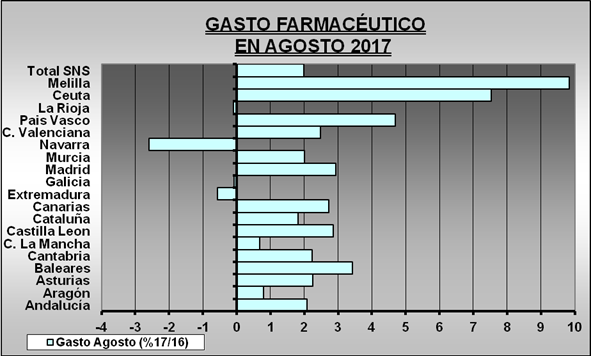 GASTO FARMACÉUTICO
EN AGOSTO 2017
Total SNS
Melilla
Ceuta
La Rioja
País Vasco
C. Valenciana
Navarra
Murcia
Madrid
Galicia
Extremadura
Canarias
Cataluña
Castilla Leon
C. La Mancha
Cantabria
Baleares
Asturias
Aragón
Andalucía
-4 -3 -2 -1 0 1 2 3 4 5 6 7 8 9 10
Gasto Agosto (%17/16)